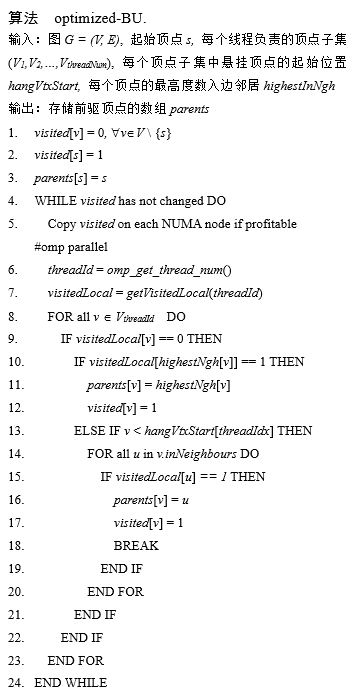 算法 optimized-BU.
输入：图 G = (V, E), 起始顶点 s, 每个线程负责的顶点子集
(V1,V2,…,VthreadNum), 每个顶点子集中悬挂顶点的起始位置
hangVtxStart, 每个顶点的最高度数入边邻居 highestInNgh
输出：存储前驱顶点的数组 parents
1. visited[v] = 0, ∀v∈V \ {s}
2. visited[s] = 1
3. parents[s] = s
4. WHILE visited has not changed DO
5. Copy visited on each NUMA node if profitable
#omp parallel
6. threadId = omp_get_thread_num()
7. visitedLocal = getVisitedLocal(threadId)
8. FOR all v ∈ VthreadId DO
9. IF visitedLocal[v] == 0 THEN
10. IF visitedLocal[highestNgh[v]] == 1 THEN
11. parents[v] = highestNgh[v]
12. visited[v] = 1
13. ELSE IF v < hangVtxStart[threadIdx] THEN
14. FOR all u in v.inNeighbours DO
15. IF visitedLocal[u] == 1 THEN
16. parents[v] = u
17. visited[v] = 1
18. BREAK
19. END IF
20. END FOR
21. END IF
22. END IF
23. END FOR
24. END WHILE